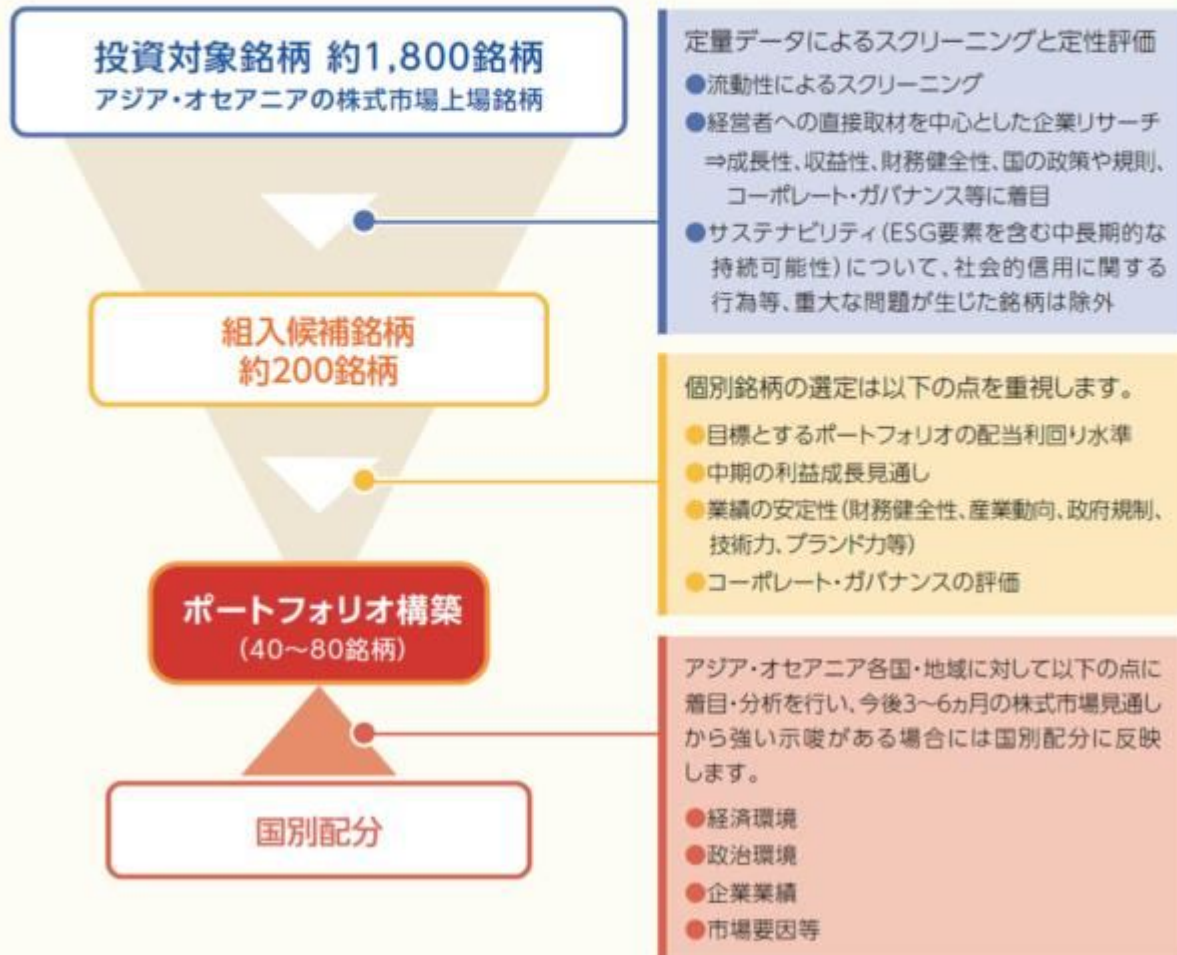 投資対象銘柄 約1,800銘柄
アジア・オセアニアの株式市場上場銘柄
定量データによるスクリーニングと定性評価
●流動性によるスクリーニング
●経営者への直接取材を中心とした企業リサーチ
⇒成長性、収益性、財務健全性、国の政策や規則、
コーポレート・ガバナンス等に着目
●サステナビリティ(ESG要素を含む中長期的な
持続可能性)について、社会的信用に関する
行為等、重大な問題が生じた銘柄は除外
組入候補銘柄
約200銘柄
個別銘柄の選定は以下の点を重視します。
●目標とするポートフォリオの配当利回り水準
●中期の利益成長見通し
●業績の安定性(財務健全性、産業動向、政府規制、
技術力、ブランド力等)
●コーポレート・ガバナンスの評価
ポートフォリオ構築
(40〜80銘柄)
アジア・オセアニア各国・地域に対して以下の点に
着目・分析を行い、今後3〜6ヵ月の株式市場見通し
から強い示唆がある場合には国別配分に反映
します。
●経済環境
●政治環境
●企業業績
●市場要因等
国別配分